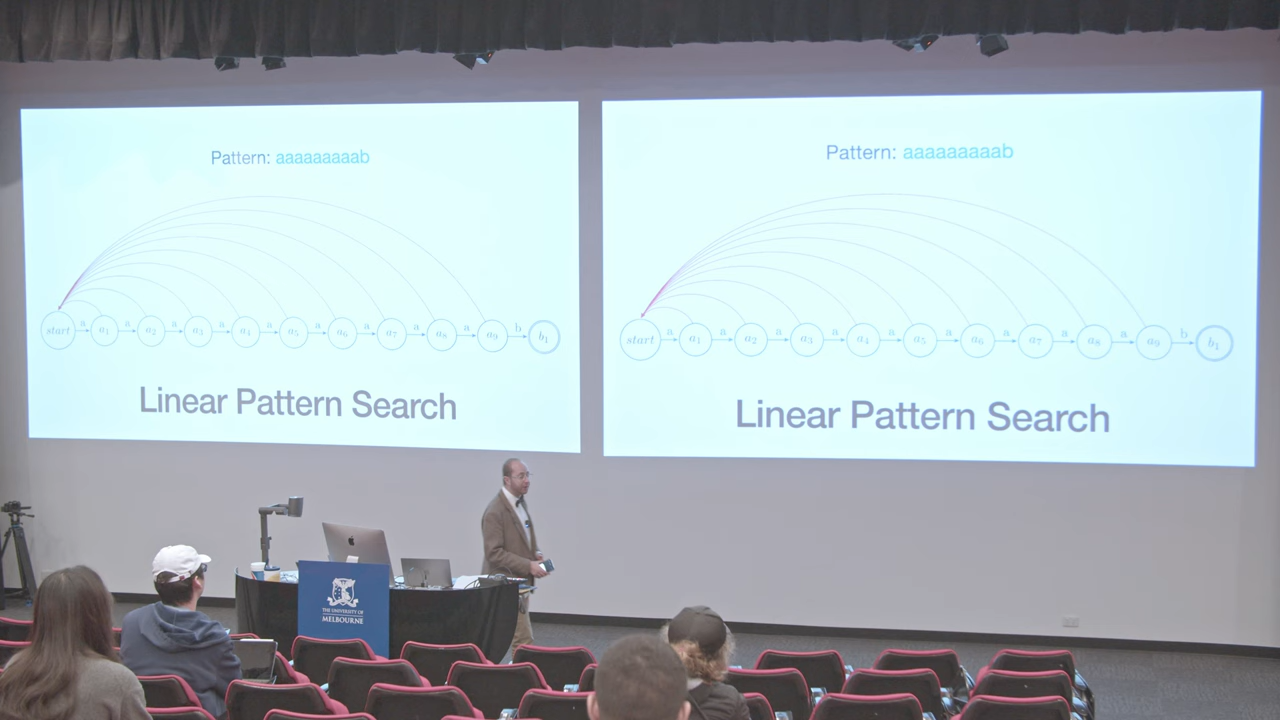 Pattern: aaaaaaaaab
a a a a a a a a a b
start a1 a2 a3 a4 a5 a6 a7 a8 a9 b1
Linear Pattern Search
Pattern: aaaaaaaaab
a a a a a a a a a b
start a1 a2 a3 a4 a5 a6 a7 a8 a9 b1
Linear Pattern Search
THE UNIVERSITY OF
MELBOURNE